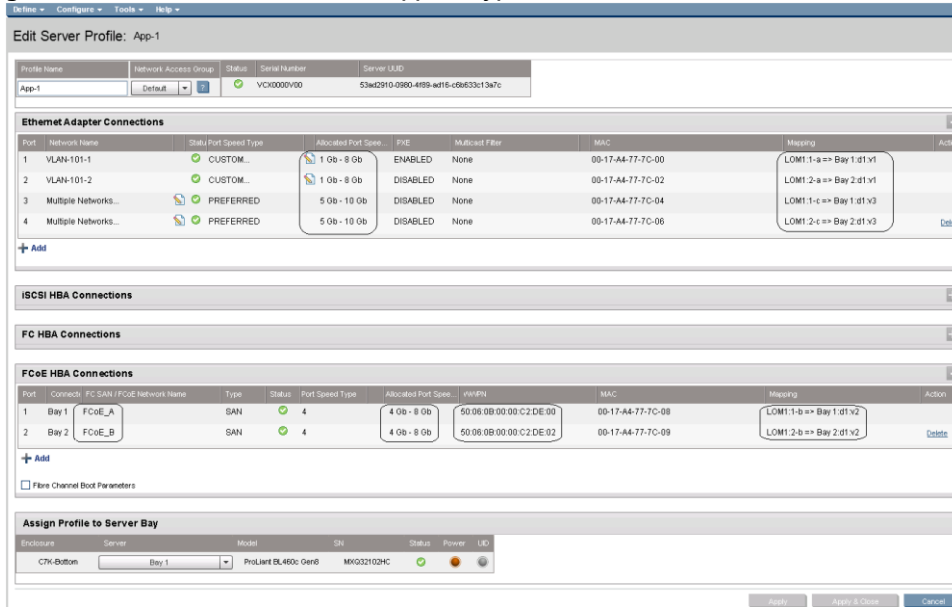 Define Configure Tools Help
Edit Server Profile: App-1
Profile Name Network Access Group Status Serial Number Server UUID
App-1 Default ? VCX0000V00 53ad2910-0980-4f89-ad16-c6b633c13a7c
Ethernet Adapter Connections
Port Network Name Statu Port Speed Type Allocated Port Spee... PXE Multicast Filter MAC Mapping Acti
1 VLAN-101-1 CUSTOM... 1 Gb - 8 Gb ENABLED None 00-17-A4-77-7C-00 LOM1:1-a => Bay 1:d1:v1
2 VLAN-101-2 CUSTOM... 1 Gb - 8 Gb DISABLED None 00-17-A4-77-7C-02 LOM1:2-a => Bay 2:d1:v1
3 Multiple Networks... PREFERRED 5 Gb - 10 Gb DISABLED None 00-17-A4-77-7C-04 LOM1:1-c => Bay 1:d1:v3
4 Multiple Networks... PREFERRED 5 Gb - 10 Gb DISABLED None 00-17-A4-77-7C-06 LOM1:2-c => Bay 2:d1:v3 Dele
+ Add
iSCSI HBA Connections
FC HBA Connections
FCoE HBA Connections
Port Connecti FC SAN / FCoE Network Name Type Status Port Speed Type Allocated Port Spee... WWPN MAC Mapping Action
1 Bay 1 FCoE_A SAN 4 4 Gb - 8 Gb 50:06:0B:00:00:C2:DE:00 00-17-A4-77-7C-08 LOM1:1-b => Bay 1:d1:v2
2 Bay 2 FCoE_B SAN 4 4 Gb - 8 Gb 50:06:0B:00:00:C2:DE:02 00-17-A4-77-7C-09 LOM1:2-b => Bay 2:d1:v2 Delete
+ Add
Fibre Channel Boot Parameters
Assign Profile to Server Bay
Enclosure Server Model SN Status Power UID
C7K-Bottom Bay 1 ProLiant BL460c Gen8 MXQ32102HC
Apply Apply & Close Cancel